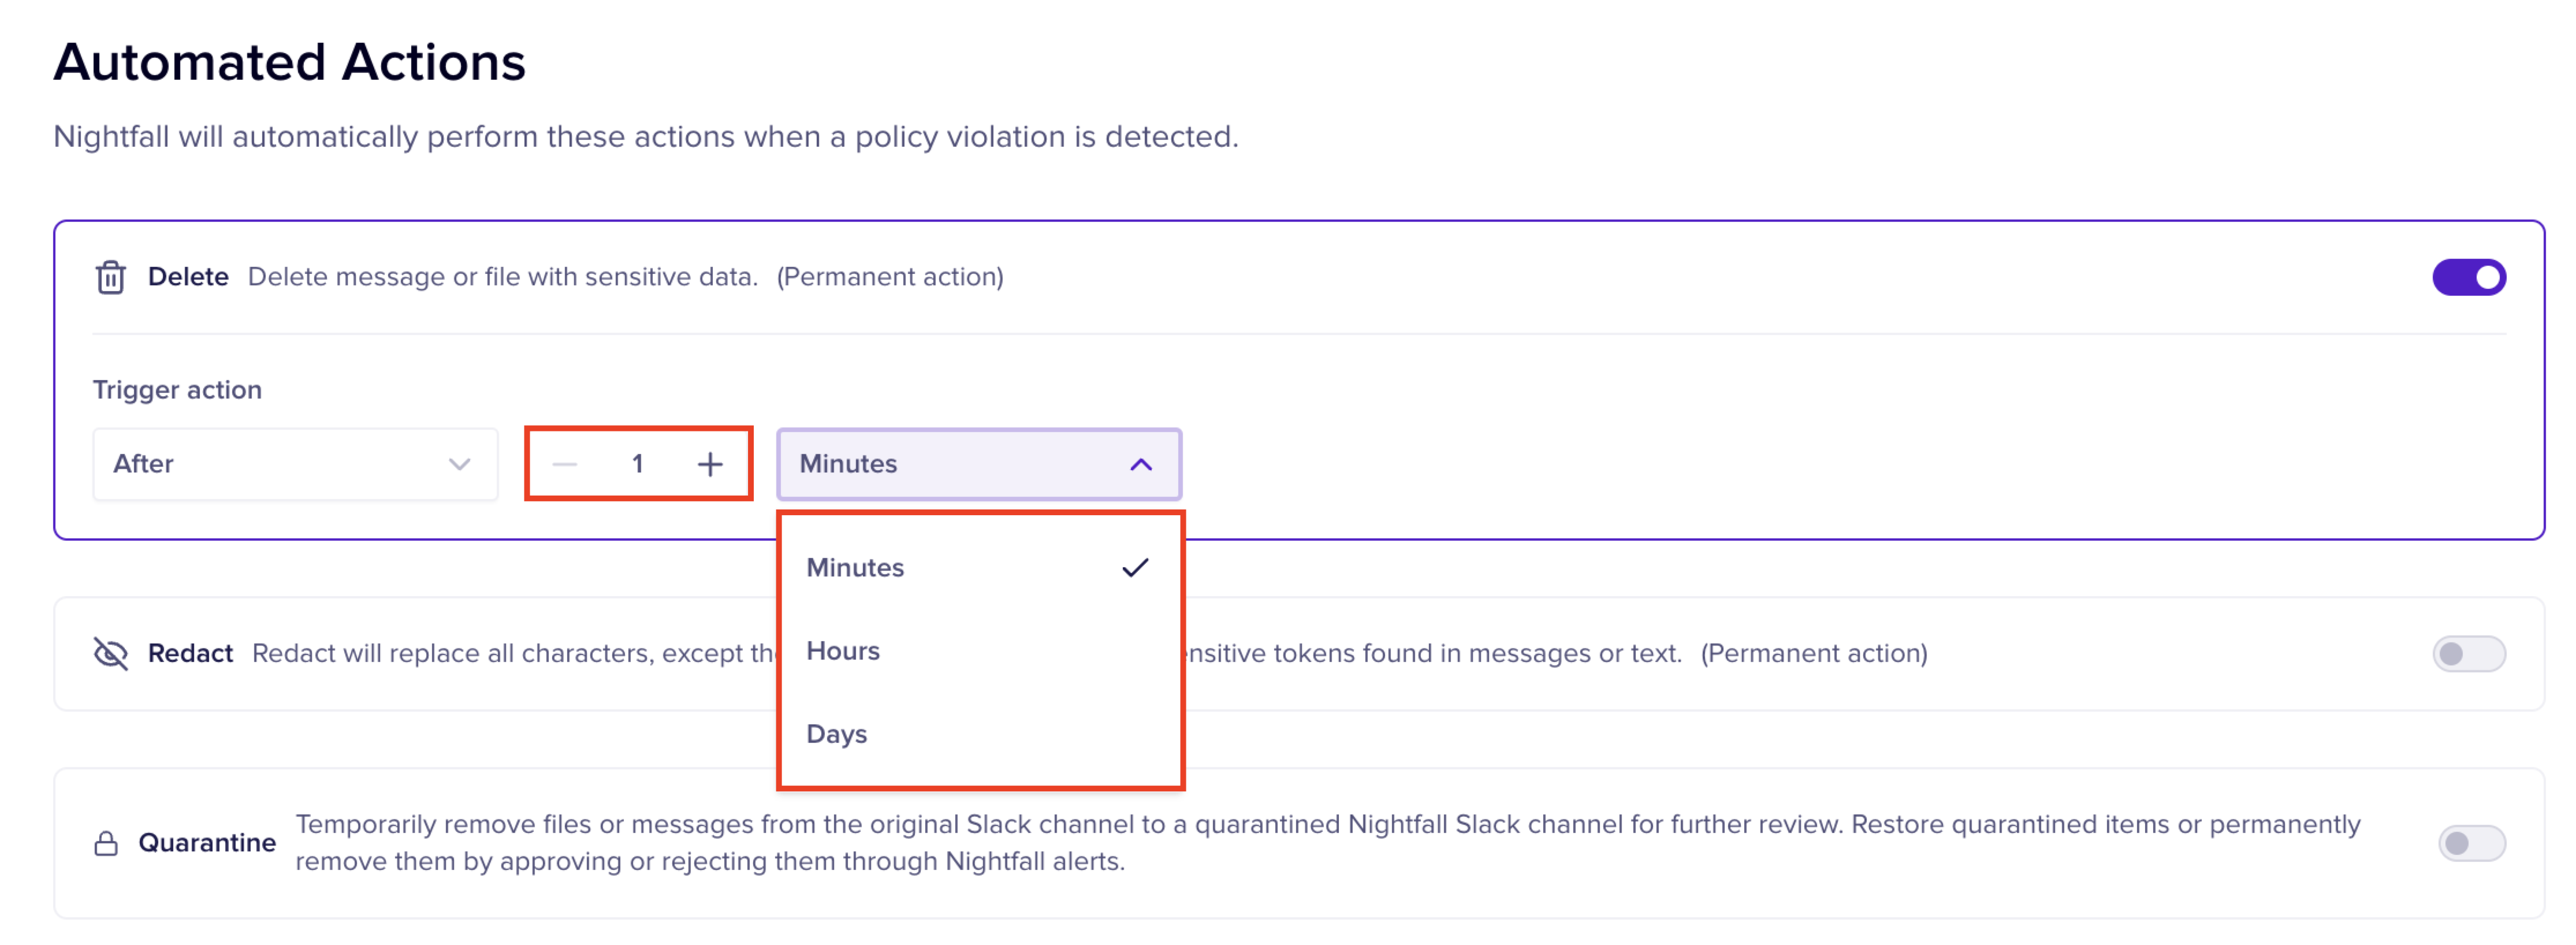 Automated Actions
Nightfall will automatically perform these actions when a policy violation is detected.
Delete Delete message or file with sensitive data. (Permanent action)
Trigger action
After 1 Minutes
Minutes
Hours
Days
Redact Redact will replace all characters, except nsitive tokens found in messages or text. (Permanent action)
Quarantine Temporarily remove files or messages from the original Slack channel to a quarantined Nightfall Slack channel for further review. Restore quarantined items or permanently
remove them by approving or rejecting them through Nightfall alerts.